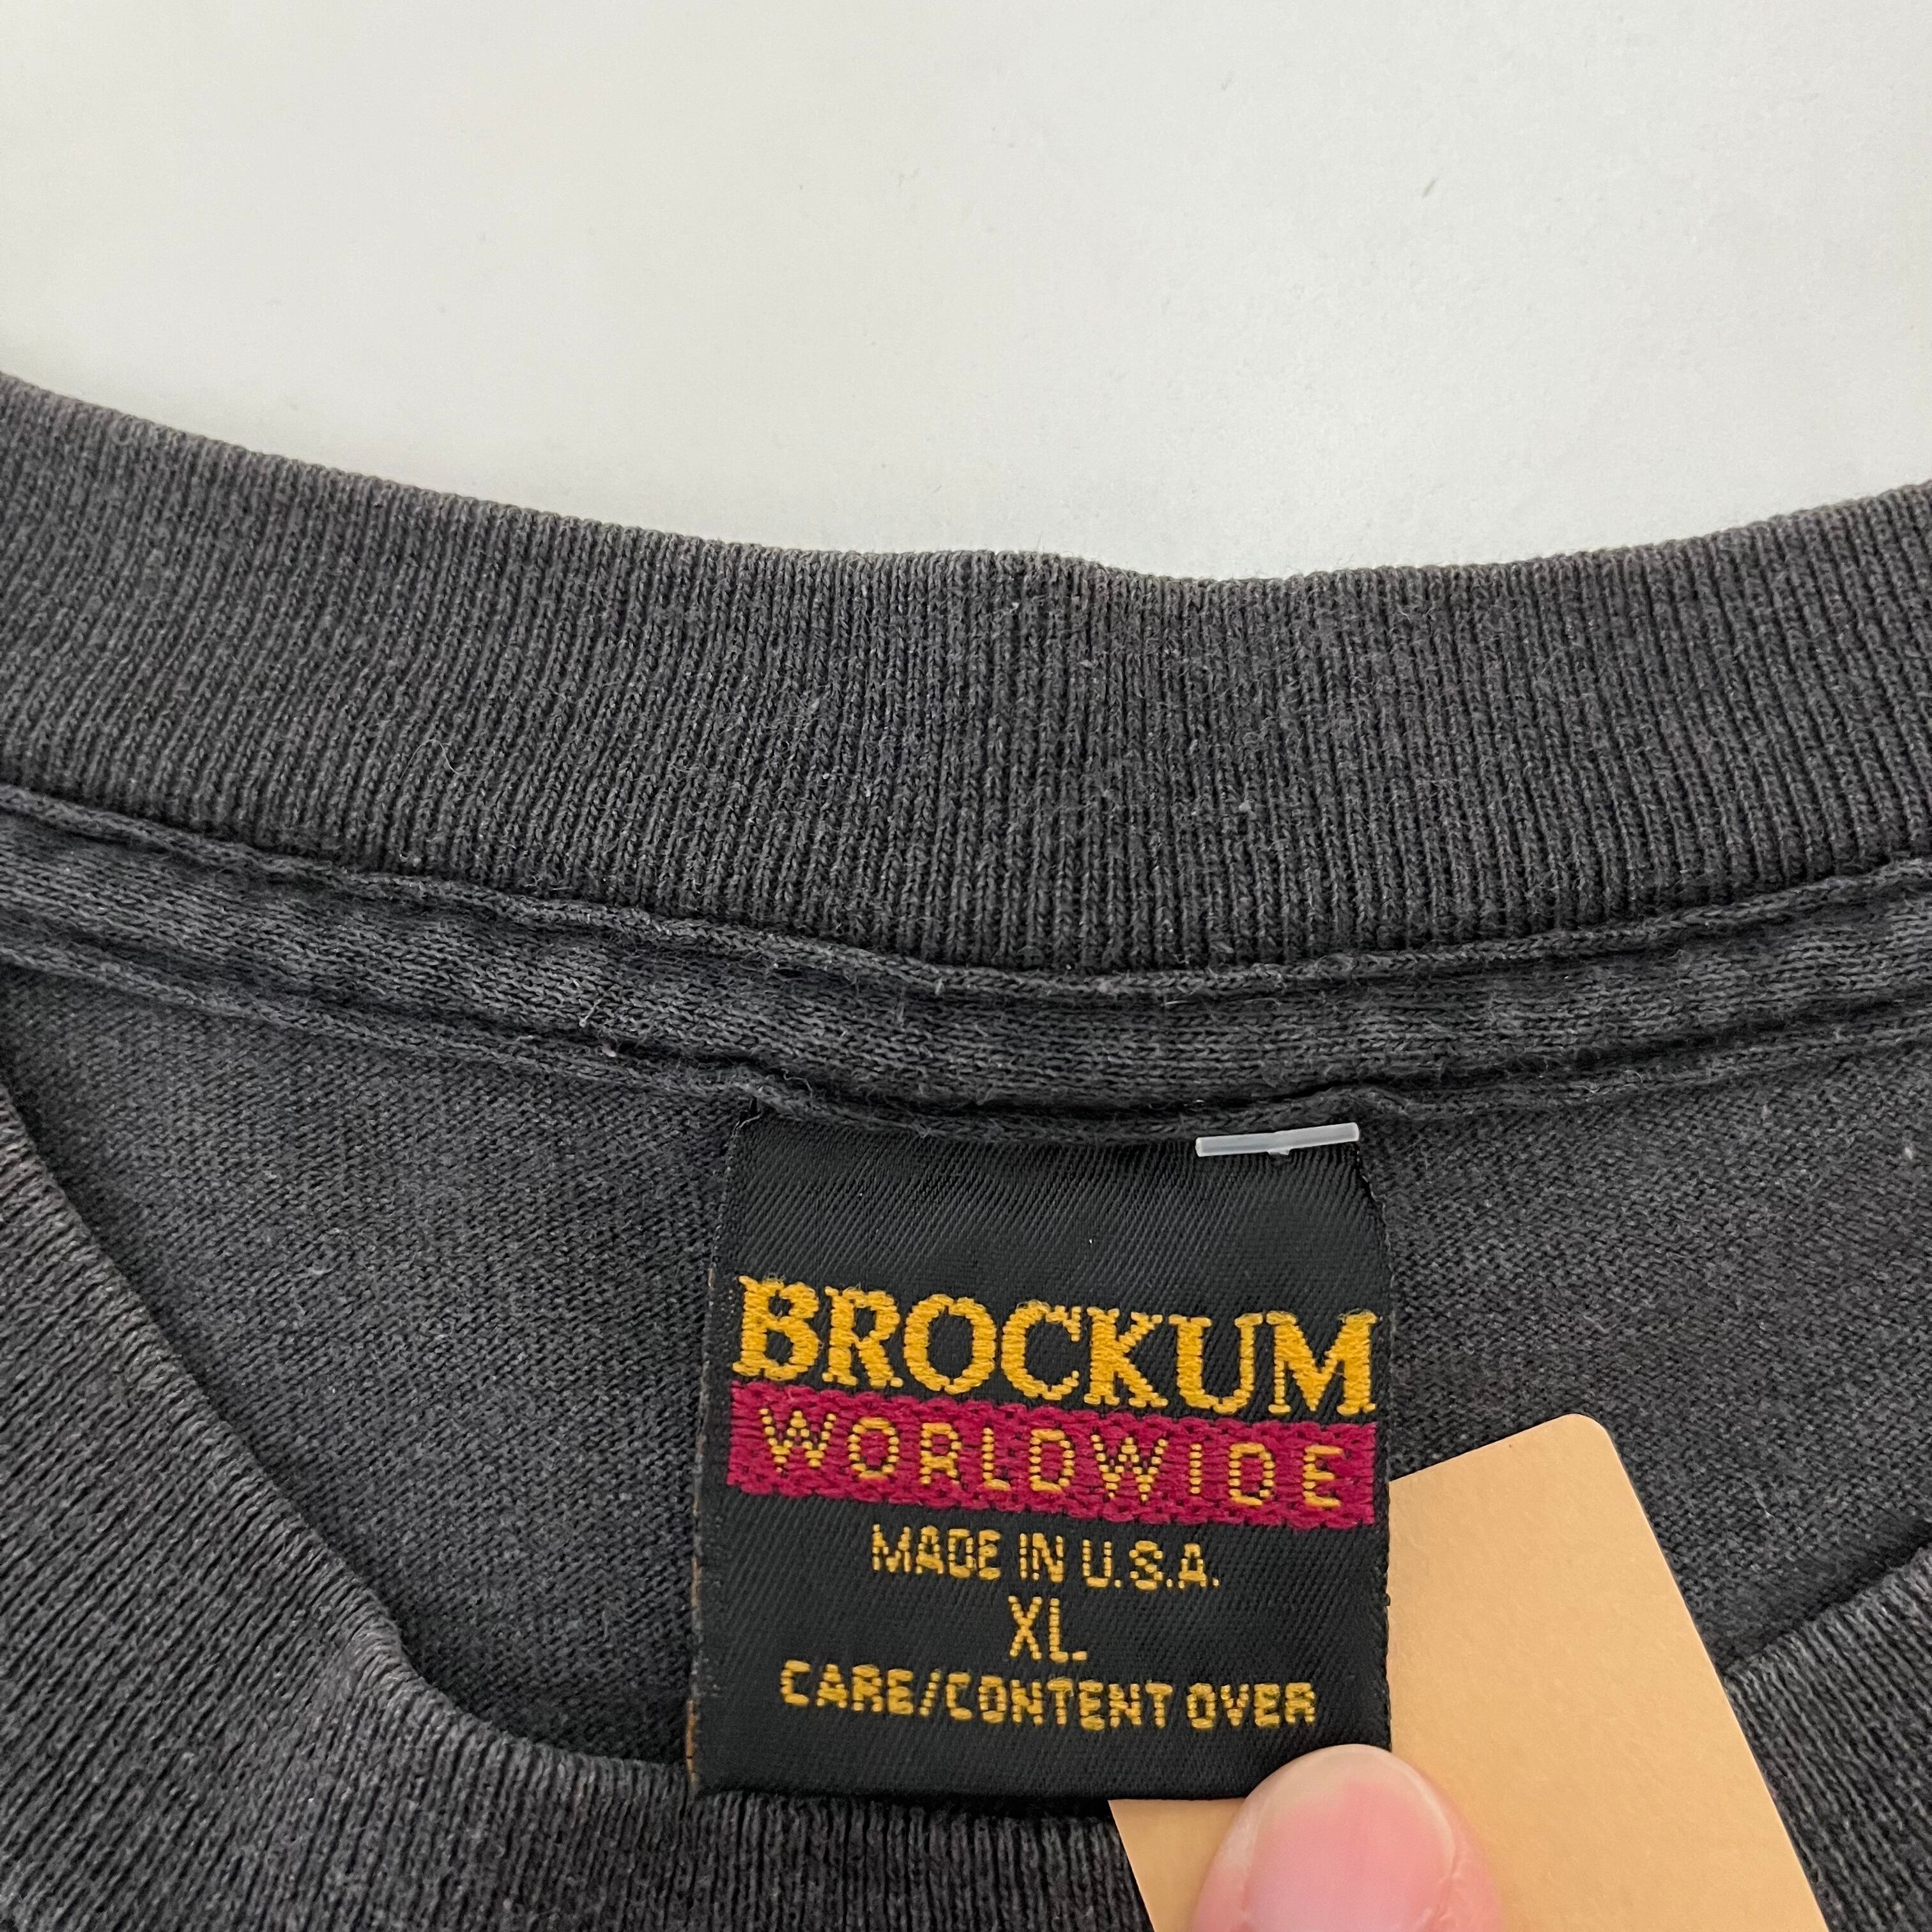 BROCKUM
WORLDWIDE
MADE IN U.S.A.
XL
CARE/CONTENT OVER